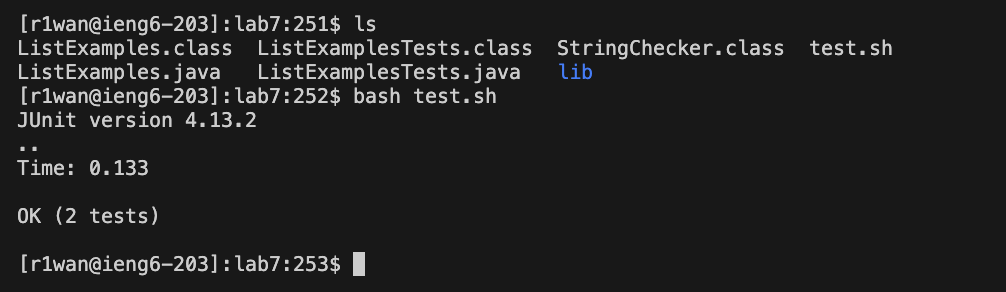 [r1wan@ieng6-203]:lab7:251$ ls
ListExamples.class  ListExamplesTests.class  StringChecker.class  test.sh
ListExamples.java   ListExamplesTests.java   lib
[r1wan@ieng6-203]:lab7:252$ bash test.sh
JUnit version 4.13.2
..
Time: 0.133
OK (2 tests)
[r1wan@ieng6-203]:lab7:253$